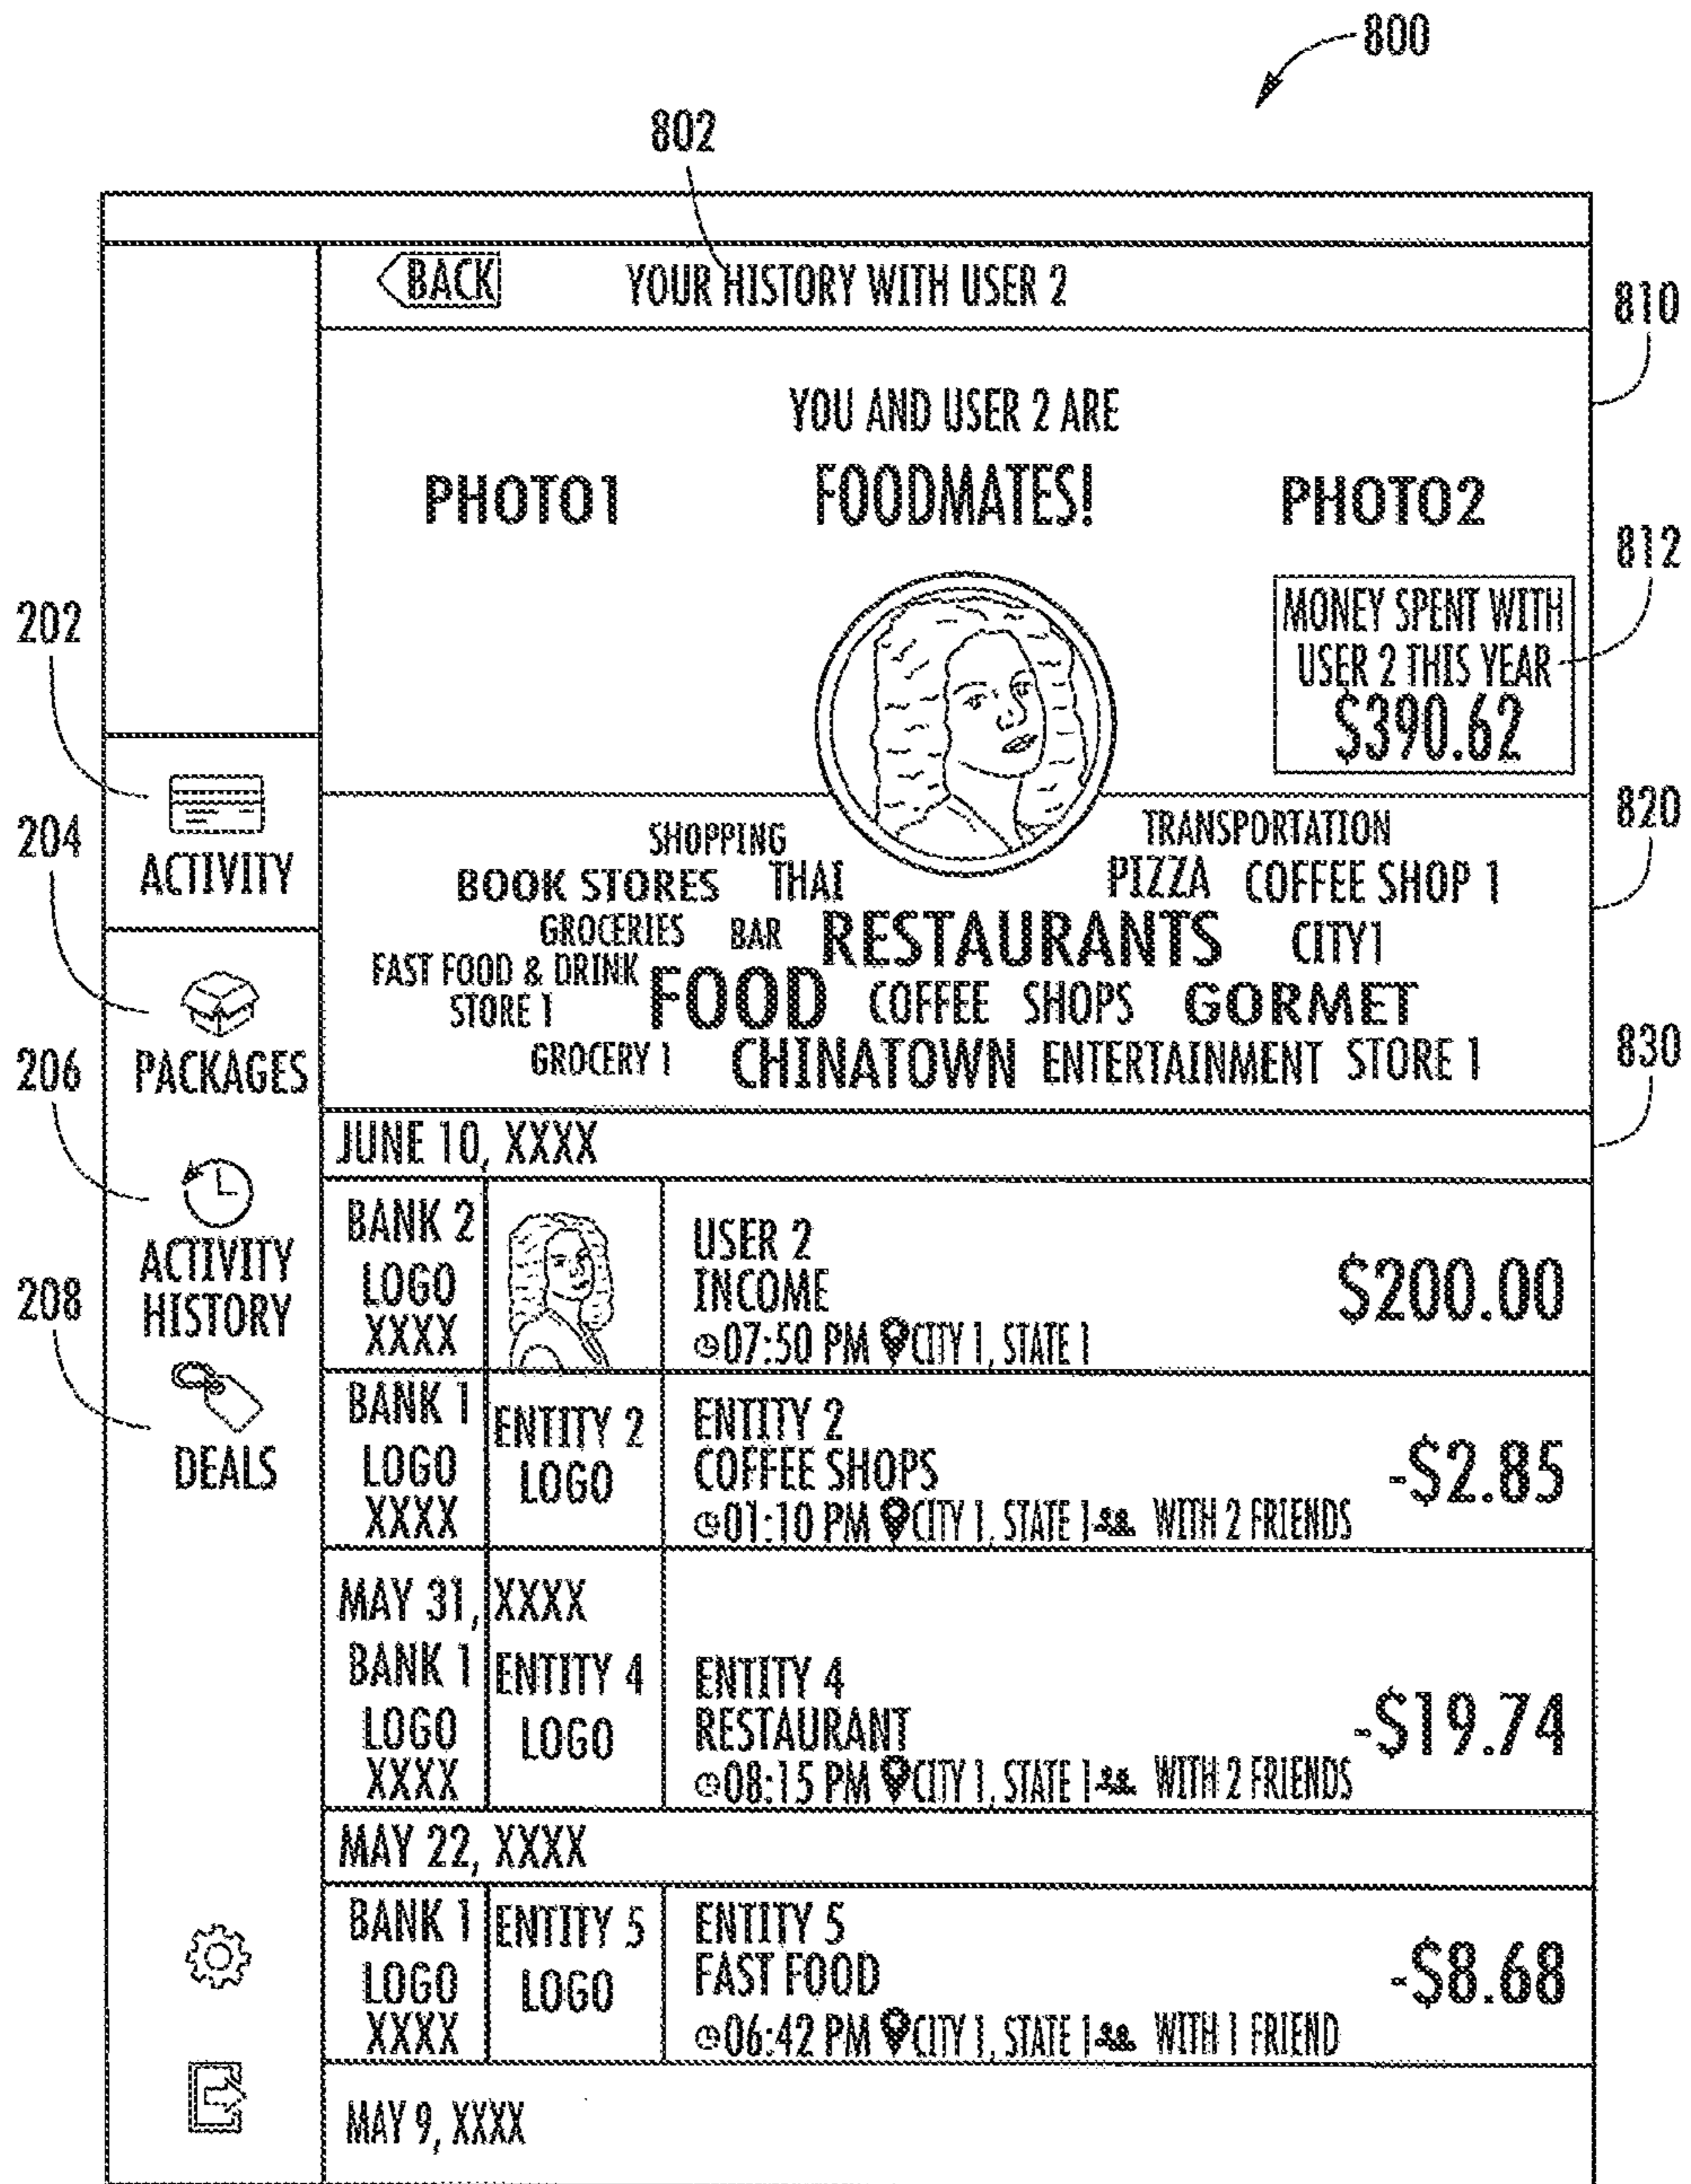 800
802
BACK
YOUR HISTORY WITH USER 2
810
YOU AND USER 2 ARE
PHOTO1
FOODMATES!
PHOTO2
812
MONEY SPENT WITH
USER 2 THIS YEAR
$390.62
202
ACTIVITY
204
PACKAGES
206
ACTIVITY
HISTORY
208
DEALS
820
SHOPPING
TRANSPORTATION
BOOK STORES THAI PIZZA COFFEE SHOP 1
GROCERIES BAR RESTAURANTS CITY1
FAST FOOD & DRINK
STORE 1
FOOD COFFEE SHOPS GORMET
GROCERY 1 CHINATOWN ENTERTAINMENT STORE 1
830
JUNE 10, XXXX
BANK 2
LOGO
XXXX
USER 2
INCOME
07:50 PM CITY 1, STATE 1
$200.00
BANK 1
LOGO
XXXX
ENTITY 2
LOGO
ENTITY 2
COFFEE SHOPS
01:10 PM CITY 1, STATE 1 WITH 2 FRIENDS
-$2.85
MAY 31, XXXX
BANK 1
LOGO
XXXX
ENTITY 4
LOGO
ENTITY 4
RESTAURANT
08:15 PM CITY 1, STATE 1 WITH 2 FRIENDS
-$19.74
MAY 22, XXXX
BANK 1
LOGO
XXXX
ENTITY 5
LOGO
ENTITY 5
FAST FOOD
06:42 PM CITY 1, STATE 1 WITH 1 FRIEND
-$8.68
MAY 9, XXXX